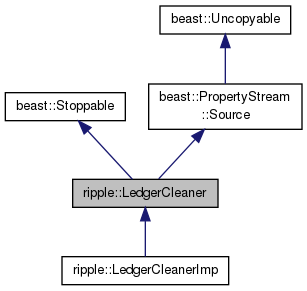 beast::Uncopyable
beast::Stoppable
beast::PropertyStream
::Source
ripple::LedgerCleaner
ripple::LedgerCleanerImp